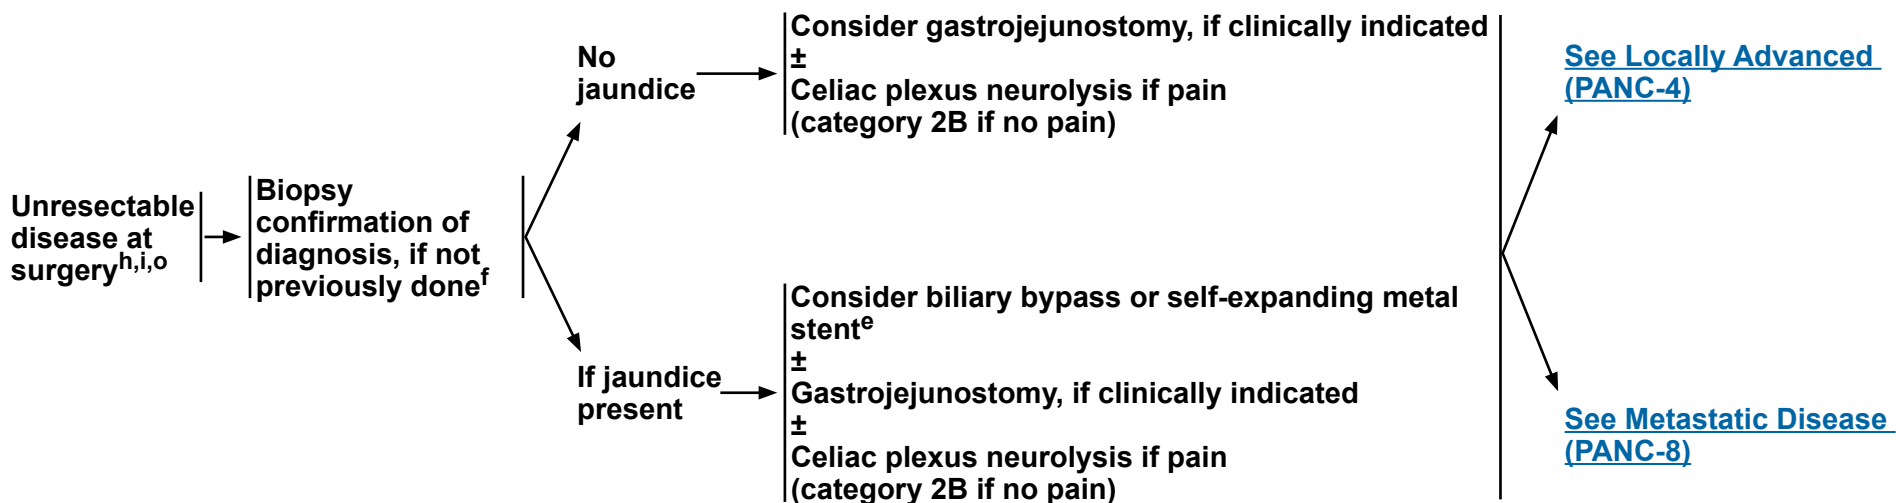 Unresectable
disease at
surgeryh,i,o
Biopsy
confirmation of
diagnosis, if not
previously donef
No
jaundice
Consider gastrojejunostomy, if clinically indicated
±
Celiac plexus neurolysis if pain
(category 2B if no pain)
If jaundice
present
Consider biliary bypass or self-expanding metal
stente
±
Gastrojejunostomy, if clinically indicated
±
Celiac plexus neurolysis if pain
(category 2B if no pain)
See Locally Advanced
(PANC-4)
See Metastatic Disease
(PANC-8)